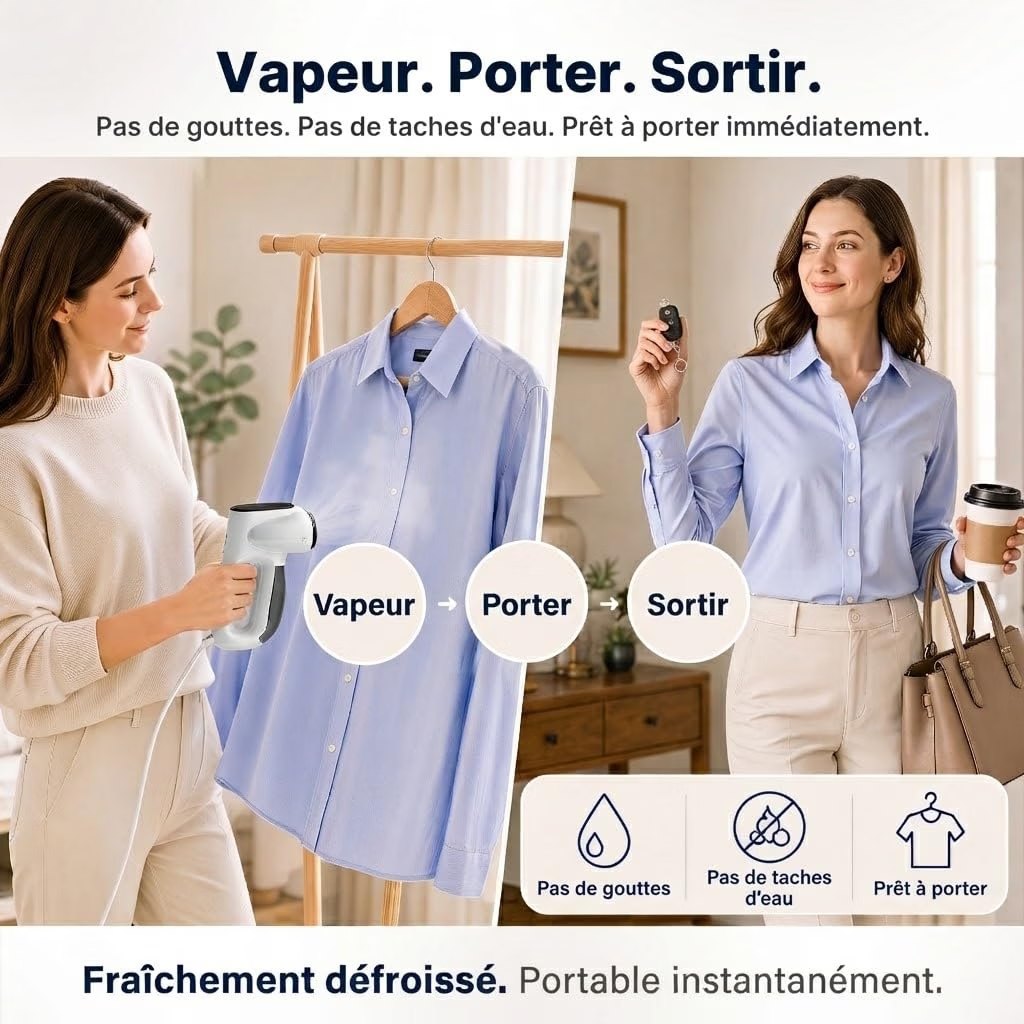 Vapeur. Porter. Sortir.
Pas de gouttes. Pas de taches d'eau. Prêt à porter immédiatement.
Vapeur → Porter → Sortir
Pas de gouttes
Pas de taches
d'eau
Prêt à porter
Fraîchement défroissé. Portable instantanément.